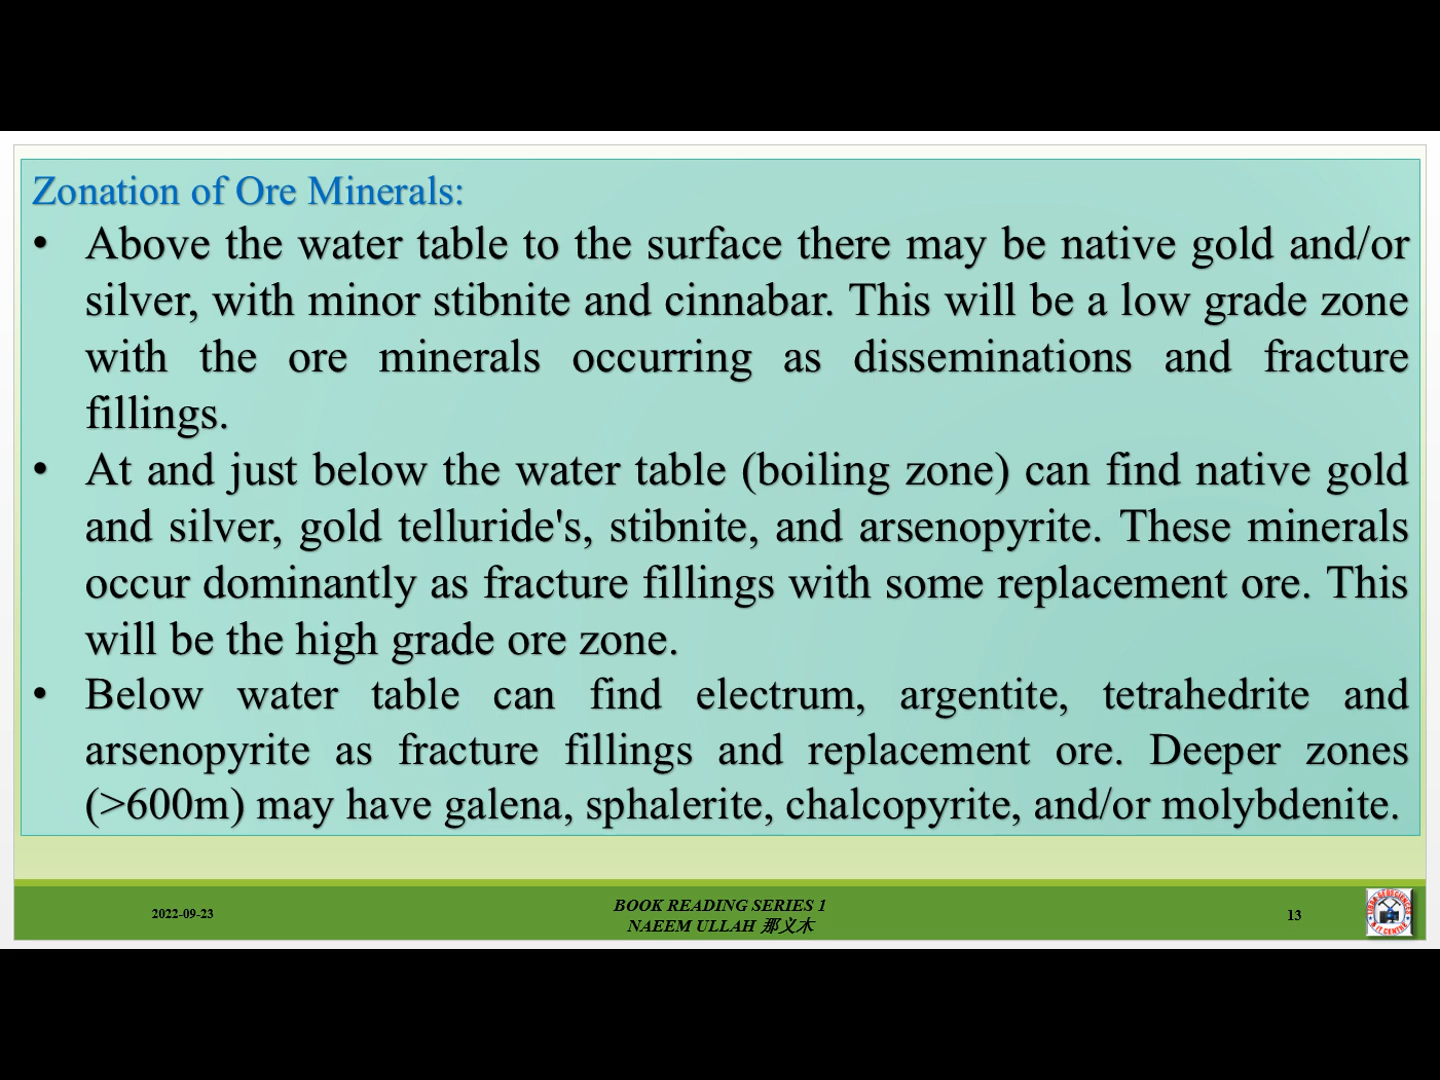 Zonation of Ore Minerals:
• Above the water table to the surface there may be native gold and/or
silver, with minor stibnite and cinnabar. This will be a low grade zone
with the ore minerals occurring as disseminations and fracture
fillings.
• At and just below the water table (boiling zone) can find native gold
and silver, gold telluride's, stibnite, and arsenopyrite. These minerals
occur dominantly as fracture fillings with some replacement ore. This
will be the high grade ore zone.
• Below water table can find electrum, argentite, tetrahedrite and
arsenopyrite as fracture fillings and replacement ore. Deeper zones
(>600m) may have galena, sphalerite, chalcopyrite, and/or molybdenite.
2022-09-23
BOOK READING SERIES 1
NAEEM ULLAH 那义木
13